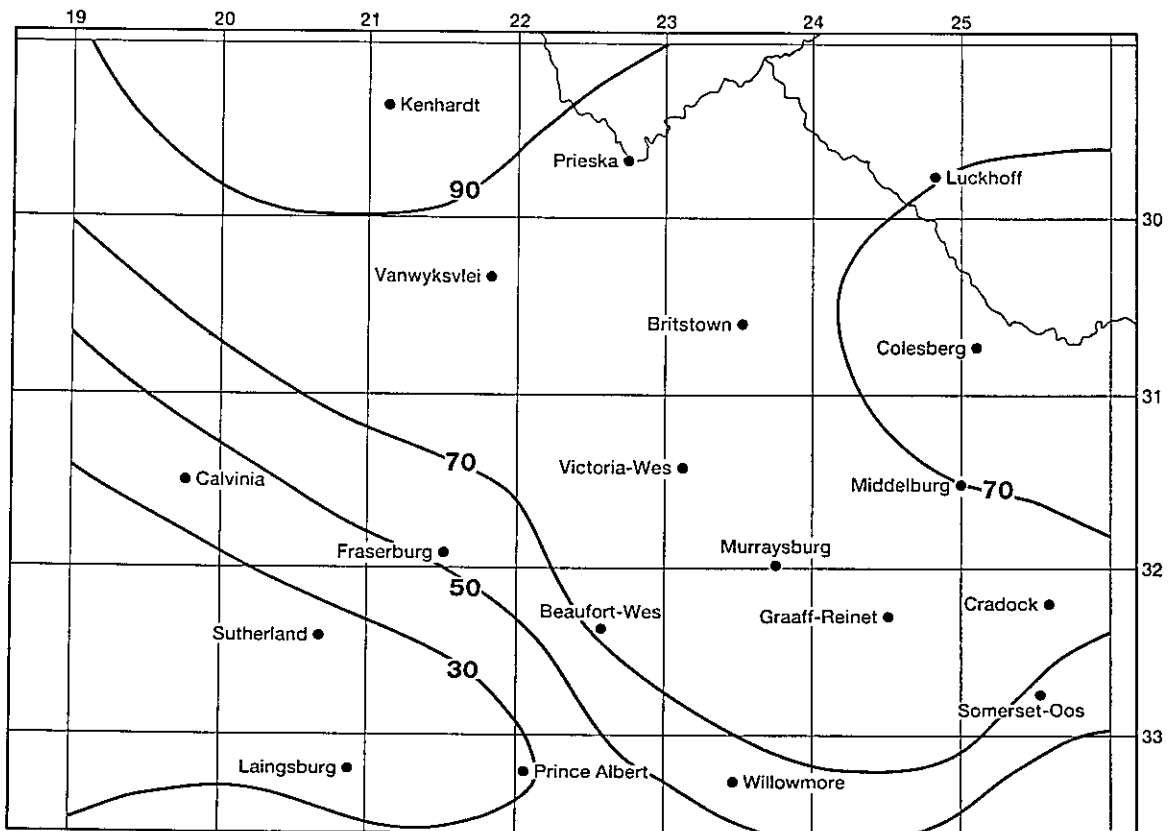 19 20 21 22 23 24 25
Kenhardt
Prieska
90
Luckhoff
30
Vanwyksvlei
Britstown
Colesberg
31
70
Victoria-Wes
Calvinia
Middelburg
70
Fraserburg
Murraysburg
32
50
Beaufort-Wes
Cradock
Graaff-Reinet
Sutherland
30
Somerset-Oos
33
Laingsburg
Prince Albert
Willowmore